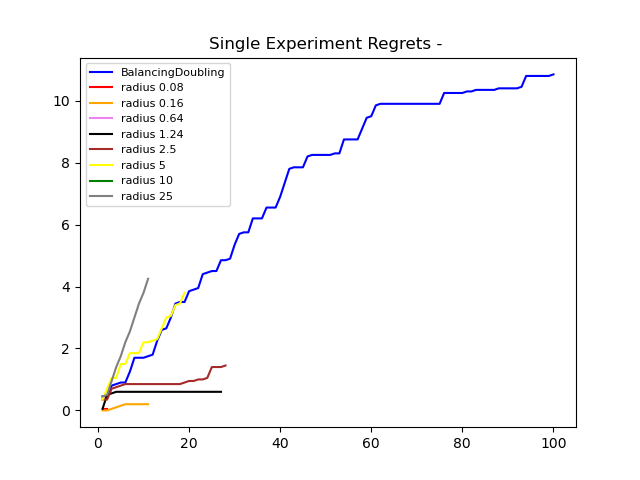 Single Experiment Regrets -
BalancingDoubling
radius 0.08
radius 0.16
radius 0.64
radius 1.24
radius 2.5
radius 5
radius 10
radius 25
10
8
6
4
2
0
0 20 40 60 80 100